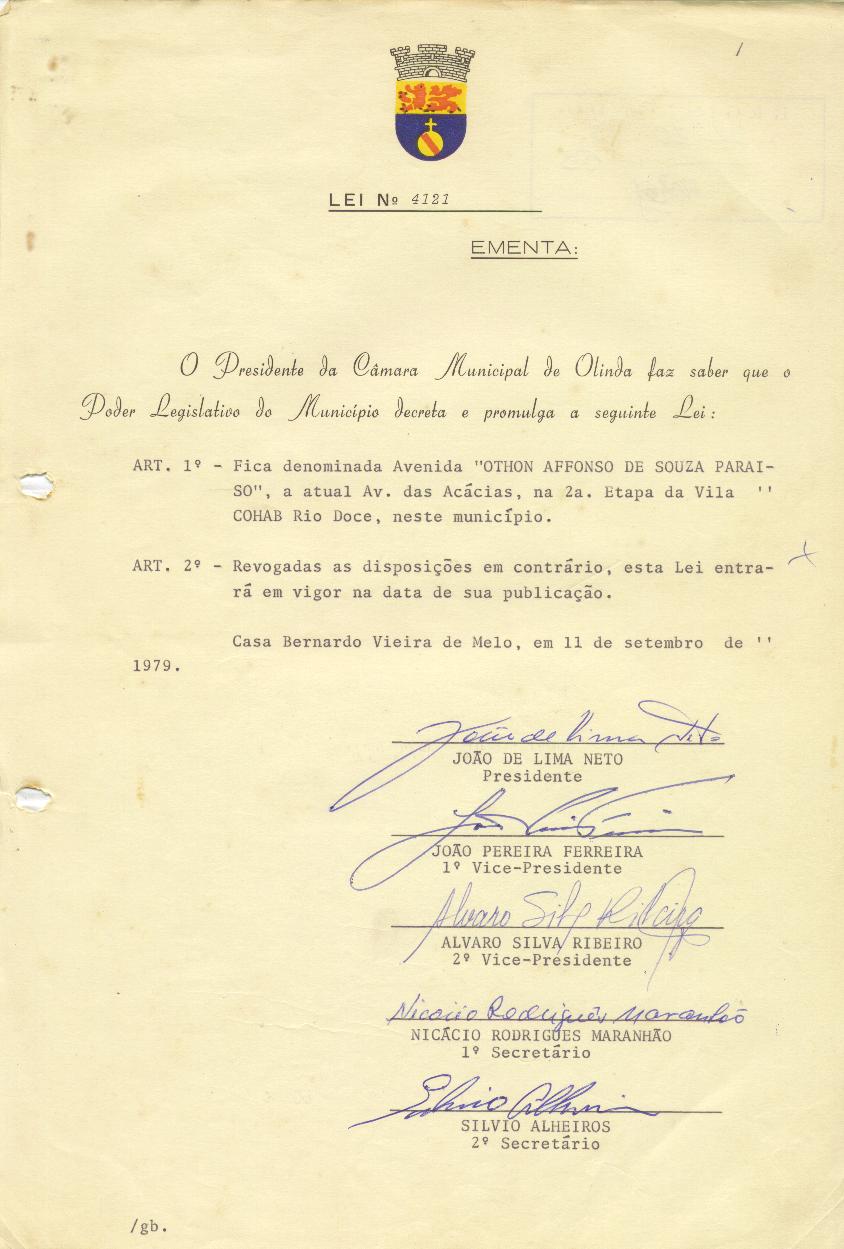 /
LEI Nº 4121
EMENTA:
O Presidente da Câmara Municipal de Olinda faz saber que o
Poder Legislativo do Município decreta e promulga a seguinte Lei:
ART. 1º - Fica denominada Avenida "OTHON AFFONSO DE SOUZA PARAI-
SO", a atual Av. das Acácias, na 2a. Etapa da Vila ''
COHAB Rio Doce, neste município.
ART. 2º - Revogadas as disposições em contrário, esta Lei entra-
rá em vigor na data de sua publicação.
Casa Bernardo Vieira de Melo, em 11 de setembro de ''
1979.
João de Lima Neto
JOÃO DE LIMA NETO
Presidente
JOÃO PEREIRA FERREIRA
1º Vice-Presidente
Alvaro Silva Ribeiro
ALVARO SILVA RIBEIRO
2º Vice-Presidente
Nicácio Rodrigues Maranhão
NICÁCIO RODRIGUES MARANHÃO
1º Secretário
Silvio Alheiros
SILVIO ALHEIROS
2º Secretário
/gb.